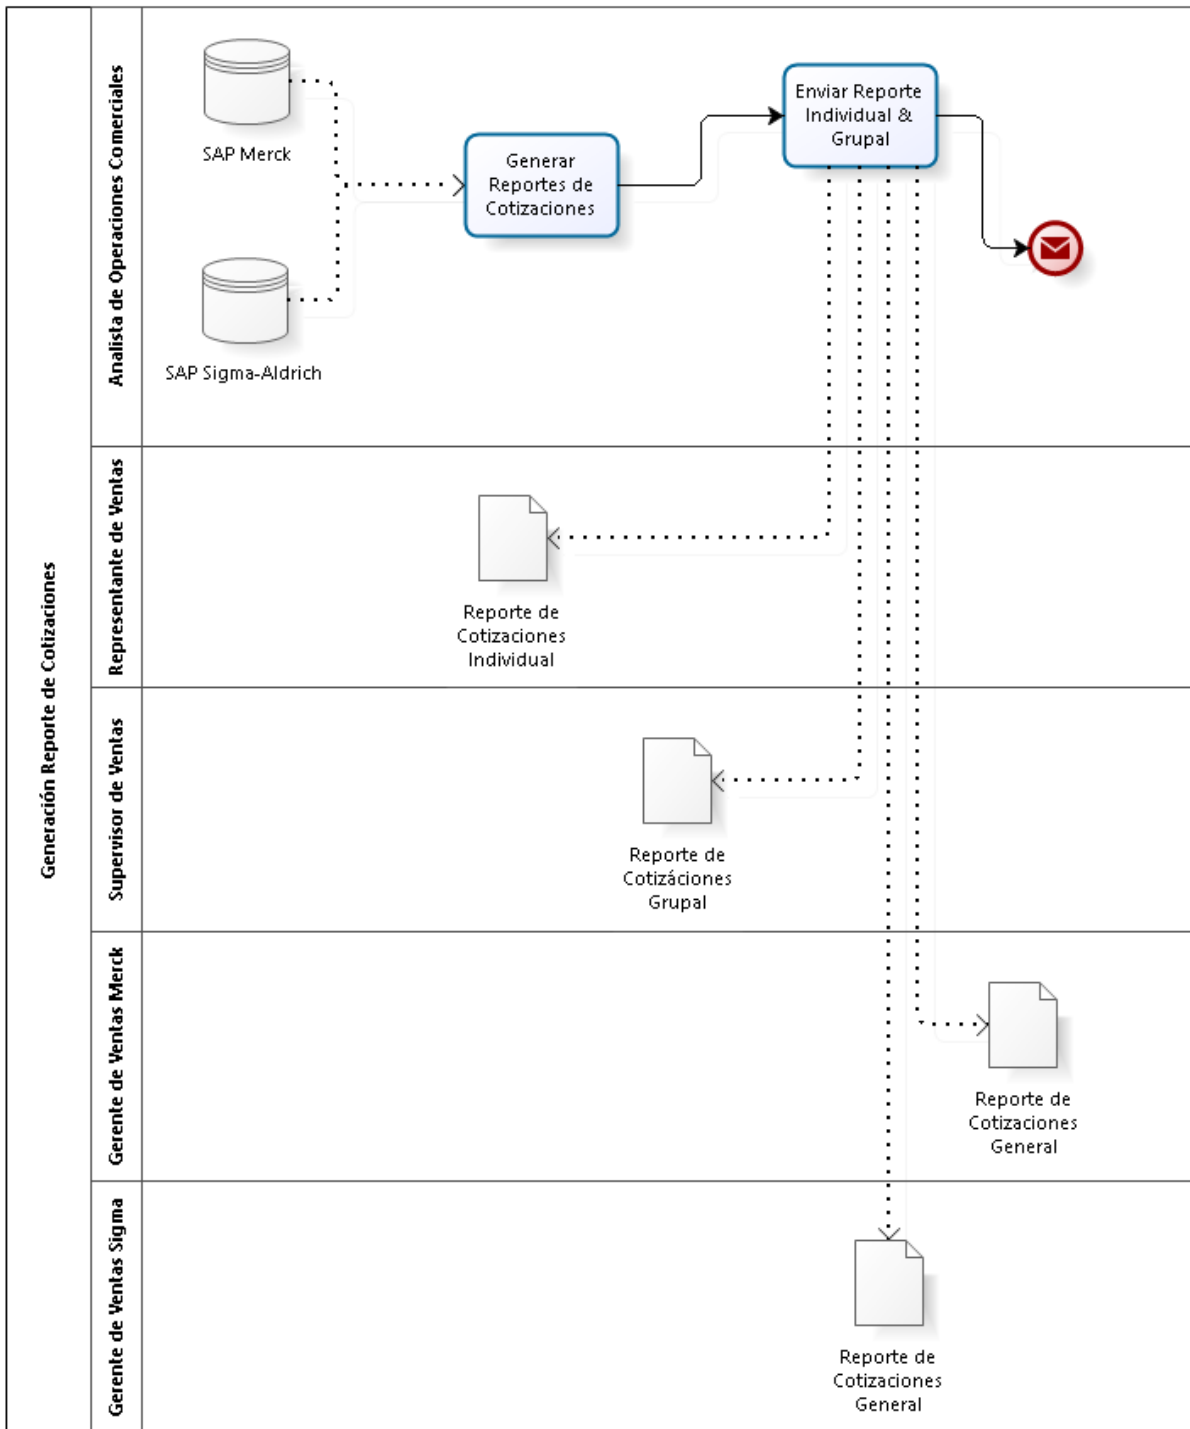 Generación Reporte de Cotizaciones
Analista de Operaciones Comerciales
SAP Merck
SAP Sigma-Aldrich
Generar
Reportes de
Cotizaciones
Enviar Reporte
Individual &
Grupal
Representante de Ventas
Reporte de
Cotizaciones
Individual
Supervisor de Ventas
Reporte de
Cotizáciones
Grupal
Gerente de Ventas Merck
Reporte de
Cotizaciones
General
Gerente de Ventas Sigma
Reporte de
Cotizaciones
General